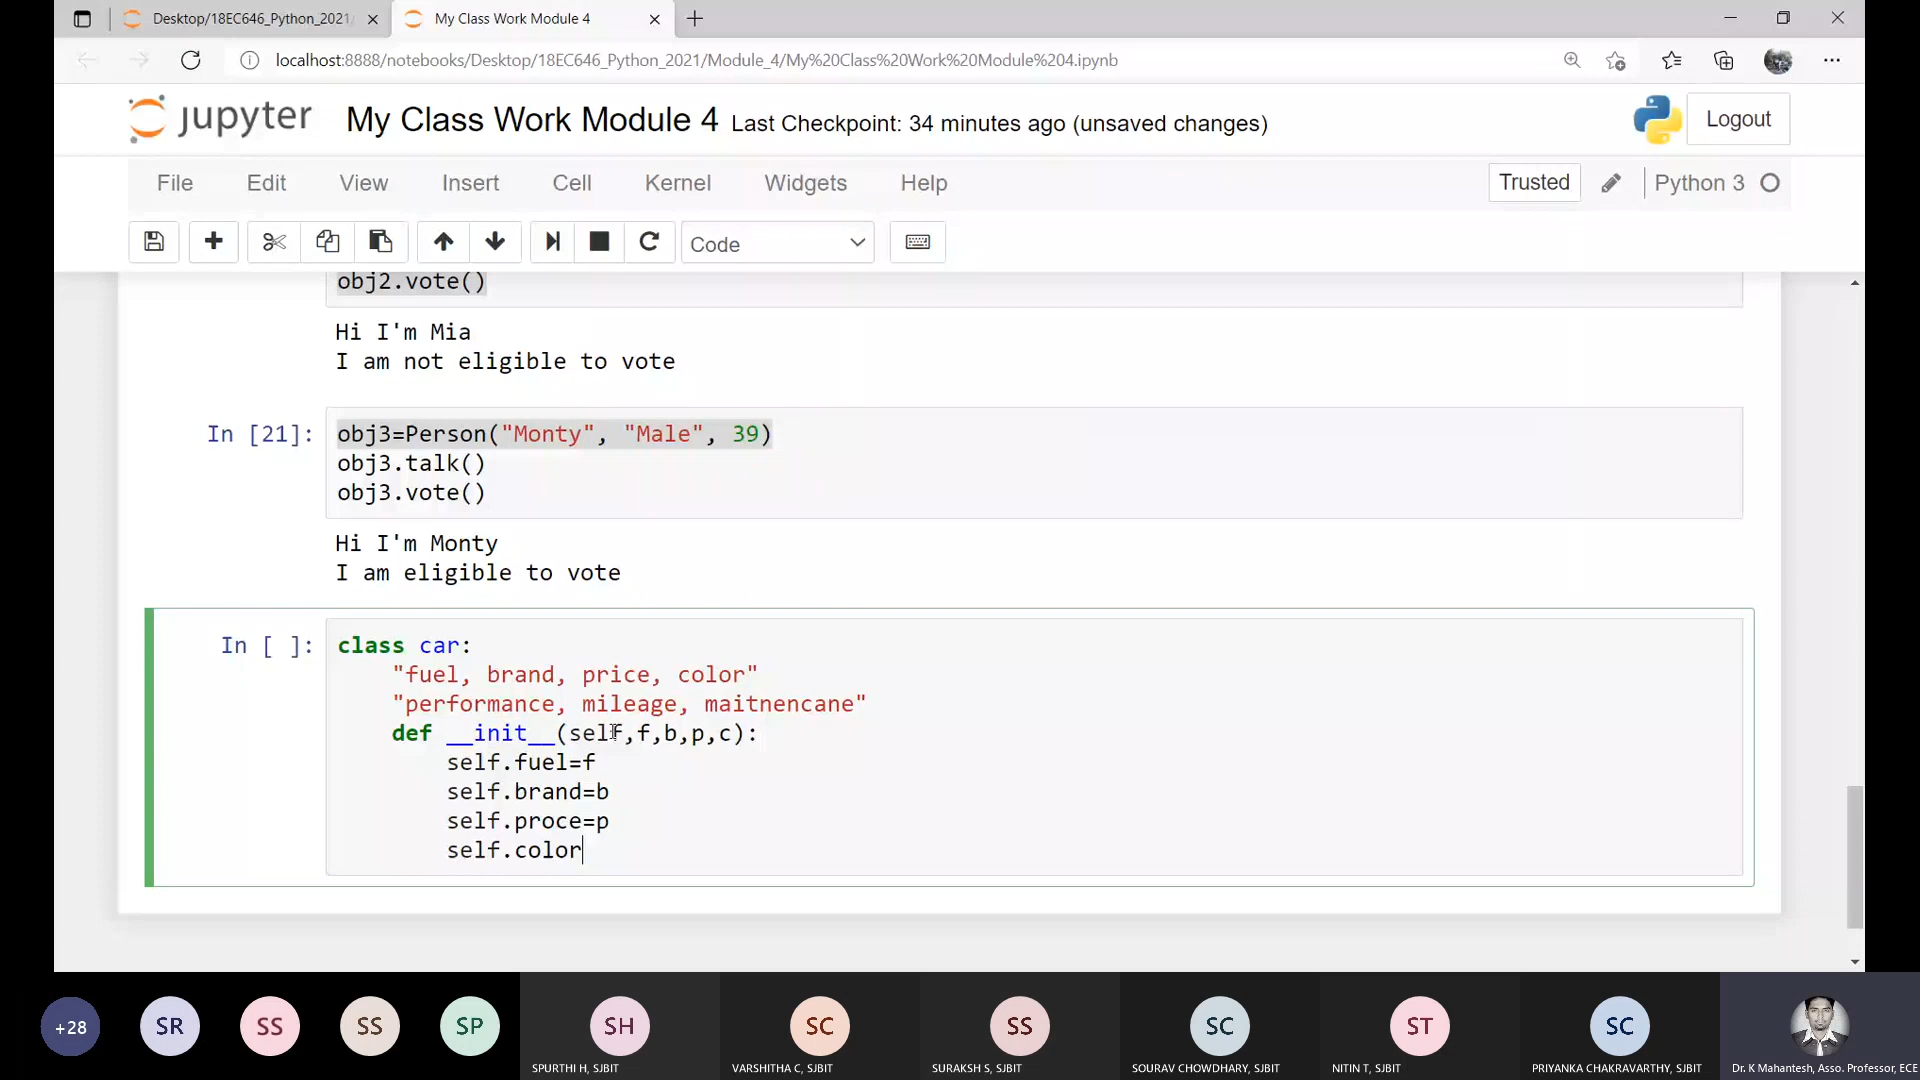 Desktop/18EC646_Python_2021/
My Class Work Module 4
localhost:8888/notebooks/Desktop/18EC646_Python_2021/Module_4/My%20Class%20Work%20Module%204.ipynb
jupyter My Class Work Module 4 Last Checkpoint: 34 minutes ago (unsaved changes) Logout
File Edit View Insert Cell Kernel Widgets Help Trusted Python 3
Code
obj2.vote()
Hi I'm Mia
I am not eligible to vote
In [21]: obj3=Person("Monty", "Male", 39)
obj3.talk()
obj3.vote()
Hi I'm Monty
I am eligible to vote
In [ ]: class car:
"fuel, brand, price, color"
"performance, mileage, maitnencane"
def __init__(self,f,b,p,c):
self.fuel=f
self.brand=b
self.proce=p
self.color
+28 SR SS SS SP SH SC SS SC ST SC
SPURTHI H, SJBIT VARSHITHA C, SJBIT SURAKSH S, SJBIT SOURAV CHOWDHARY, SJBIT NITIN T, SJBIT PRIYANKA CHAKRAVARTHY, SJBIT Dr. K Mahantesh, Asso. Professor, ECE